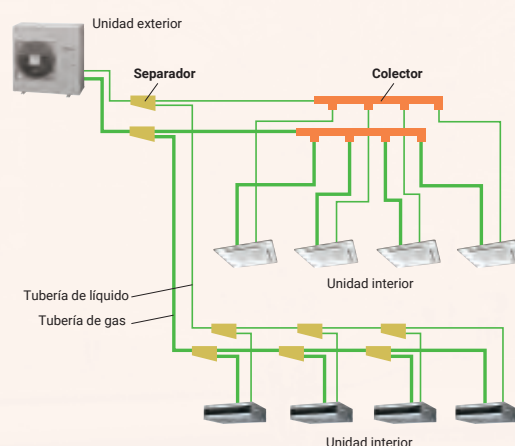 Unidad exterior
Separador
Colector
Unidad interior
Tubería de líquido
Tubería de gas
Unidad interior